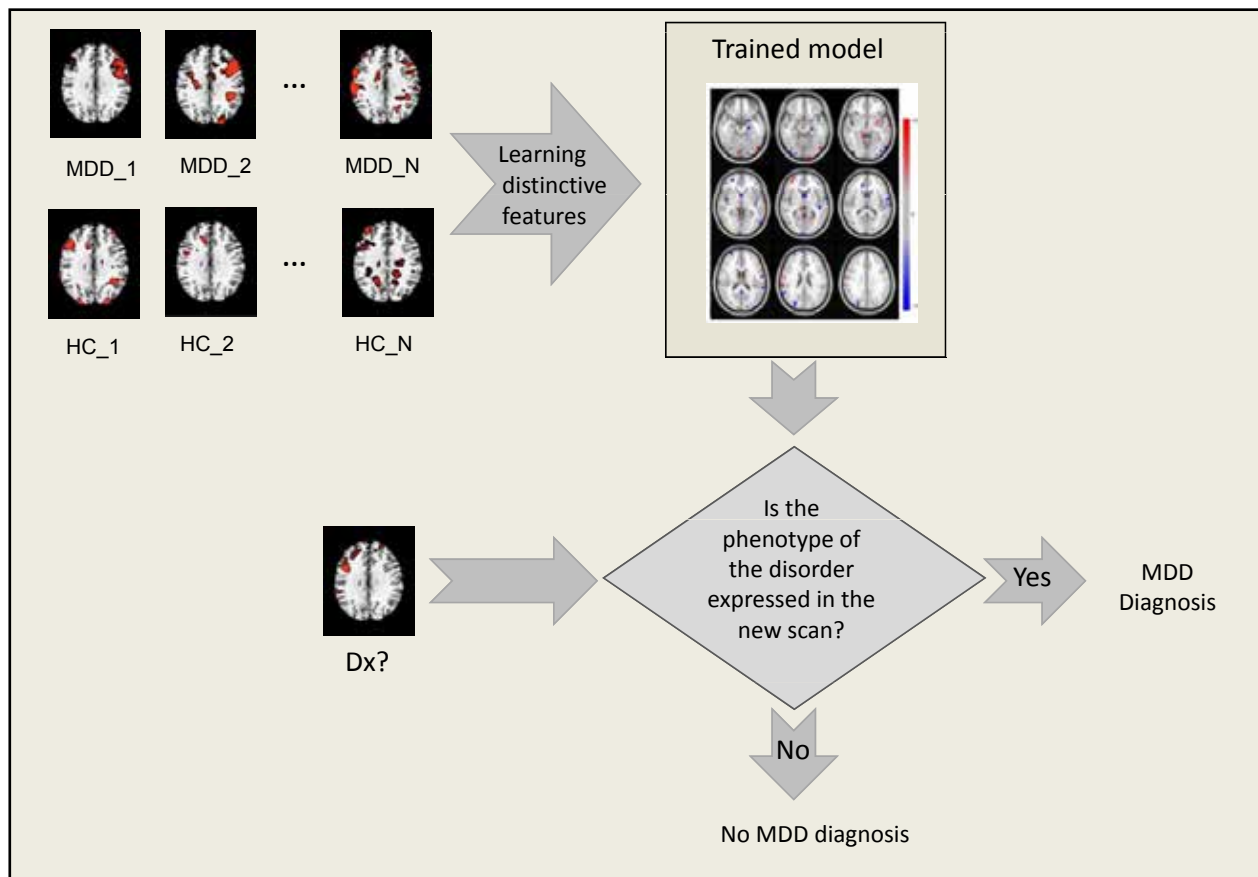 MDD_1
MDD_2
...
MDD_N
HC_1
HC_2
...
HC_N
Learning
distinctive
features
Trained model
Is the
phenotype of
the disorder
expressed in the
new scan?
Dx?
Yes
MDD
Diagnosis
No
No MDD diagnosis